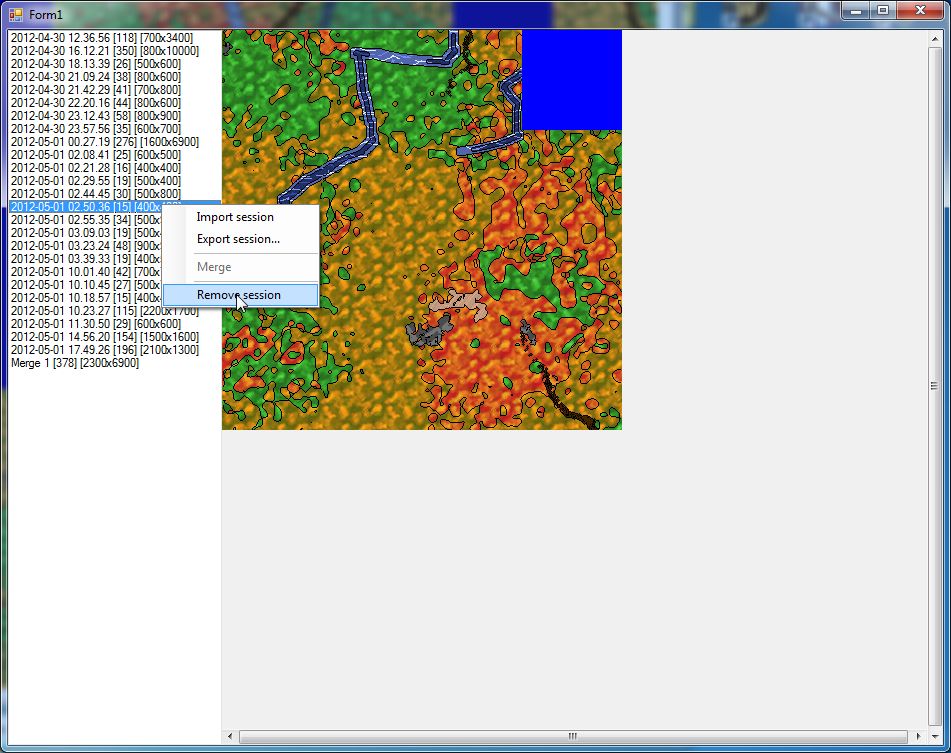 Form1
2012-04-30 12.36.56 [118] [700x3400]
2012-04-30 16.12.21 [350] [800x10000]
2012-04-30 18.13.39 [26] [500x600]
2012-04-30 21.09.24 [38] [800x600]
2012-04-30 21.42.29 [41] [700x800]
2012-04-30 22.20.16 [44] [800x600]
2012-04-30 23.12.43 [58] [800x900]
2012-04-30 23.57.56 [35] [600x700]
2012-05-01 00.27.19 [276] [1600x6900]
2012-05-01 02.08.41 [25] [600x500]
2012-05-01 02.21.28 [16] [400x400]
2012-05-01 02.29.55 [19] [500x400]
2012-05-01 02.44.45 [30] [500x800]
2012-05-01 02.50.36 [15] [400x400]
2012-05-01 02.55.35 [34] [500x
2012-05-01 03.09.03 [19] [500x
2012-05-01 03.23.24 [48] [900x
2012-05-01 03.39.33 [19] [400x
2012-05-01 10.01.40 [42] [700x
2012-05-01 10.10.45 [27] [500x
2012-05-01 10.18.57 [15] [400x
2012-05-01 10.23.27 [115] [2200x1700]
2012-05-01 11.30.50 [29] [600x600]
2012-05-01 14.56.20 [154] [1500x1600]
2012-05-01 17.49.26 [196] [2100x1300]
Merge 1 [378] [2300x6900]
Import session
Export session...
Merge
Remove session